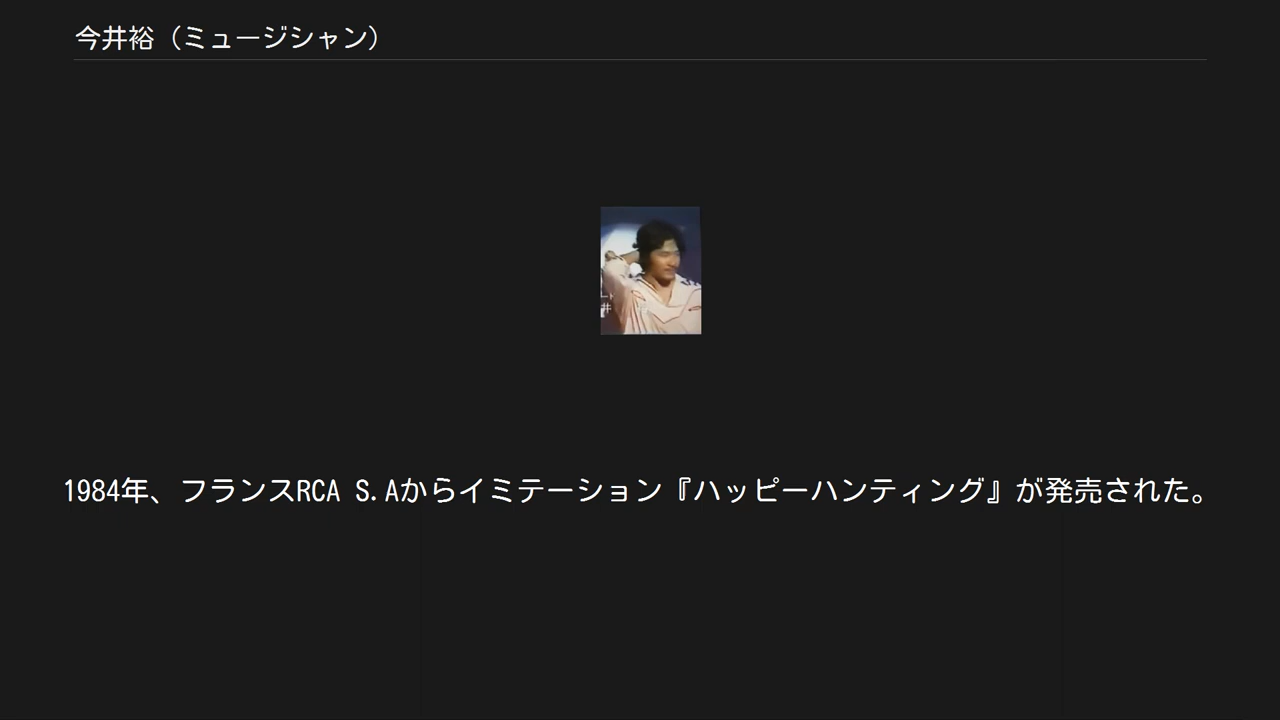 今井裕（ミュージシャン）
1984年、フランスRCA S.Aからイミテーション『ハッピーハンティング』が発売された。